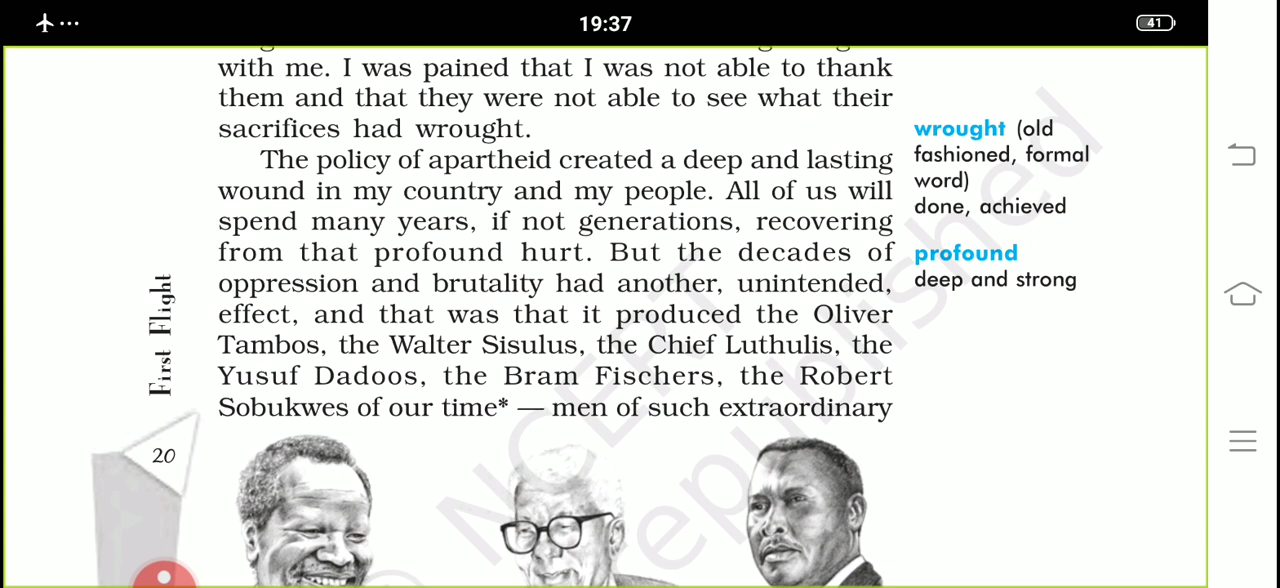 19:37
41
with me. I was pained that I was not able to thank
them and that they were not able to see what their
sacrifices had wrought.
The policy of apartheid created a deep and lasting
wound in my country and my people. All of us will
spend many years, if not generations, recovering
from that profound hurt. But the decades of
oppression and brutality had another, unintended,
effect, and that was that it produced the Oliver
Tambos, the Walter Sisulus, the Chief Luthulis, the
Yusuf Dadoos, the Bram Fischers, the Robert
Sobukwes of our time* — men of such extraordinary
wrought (old
fashioned, formal
word)
done, achieved
profound
deep and strong
First Flight
20
NCERT
republished